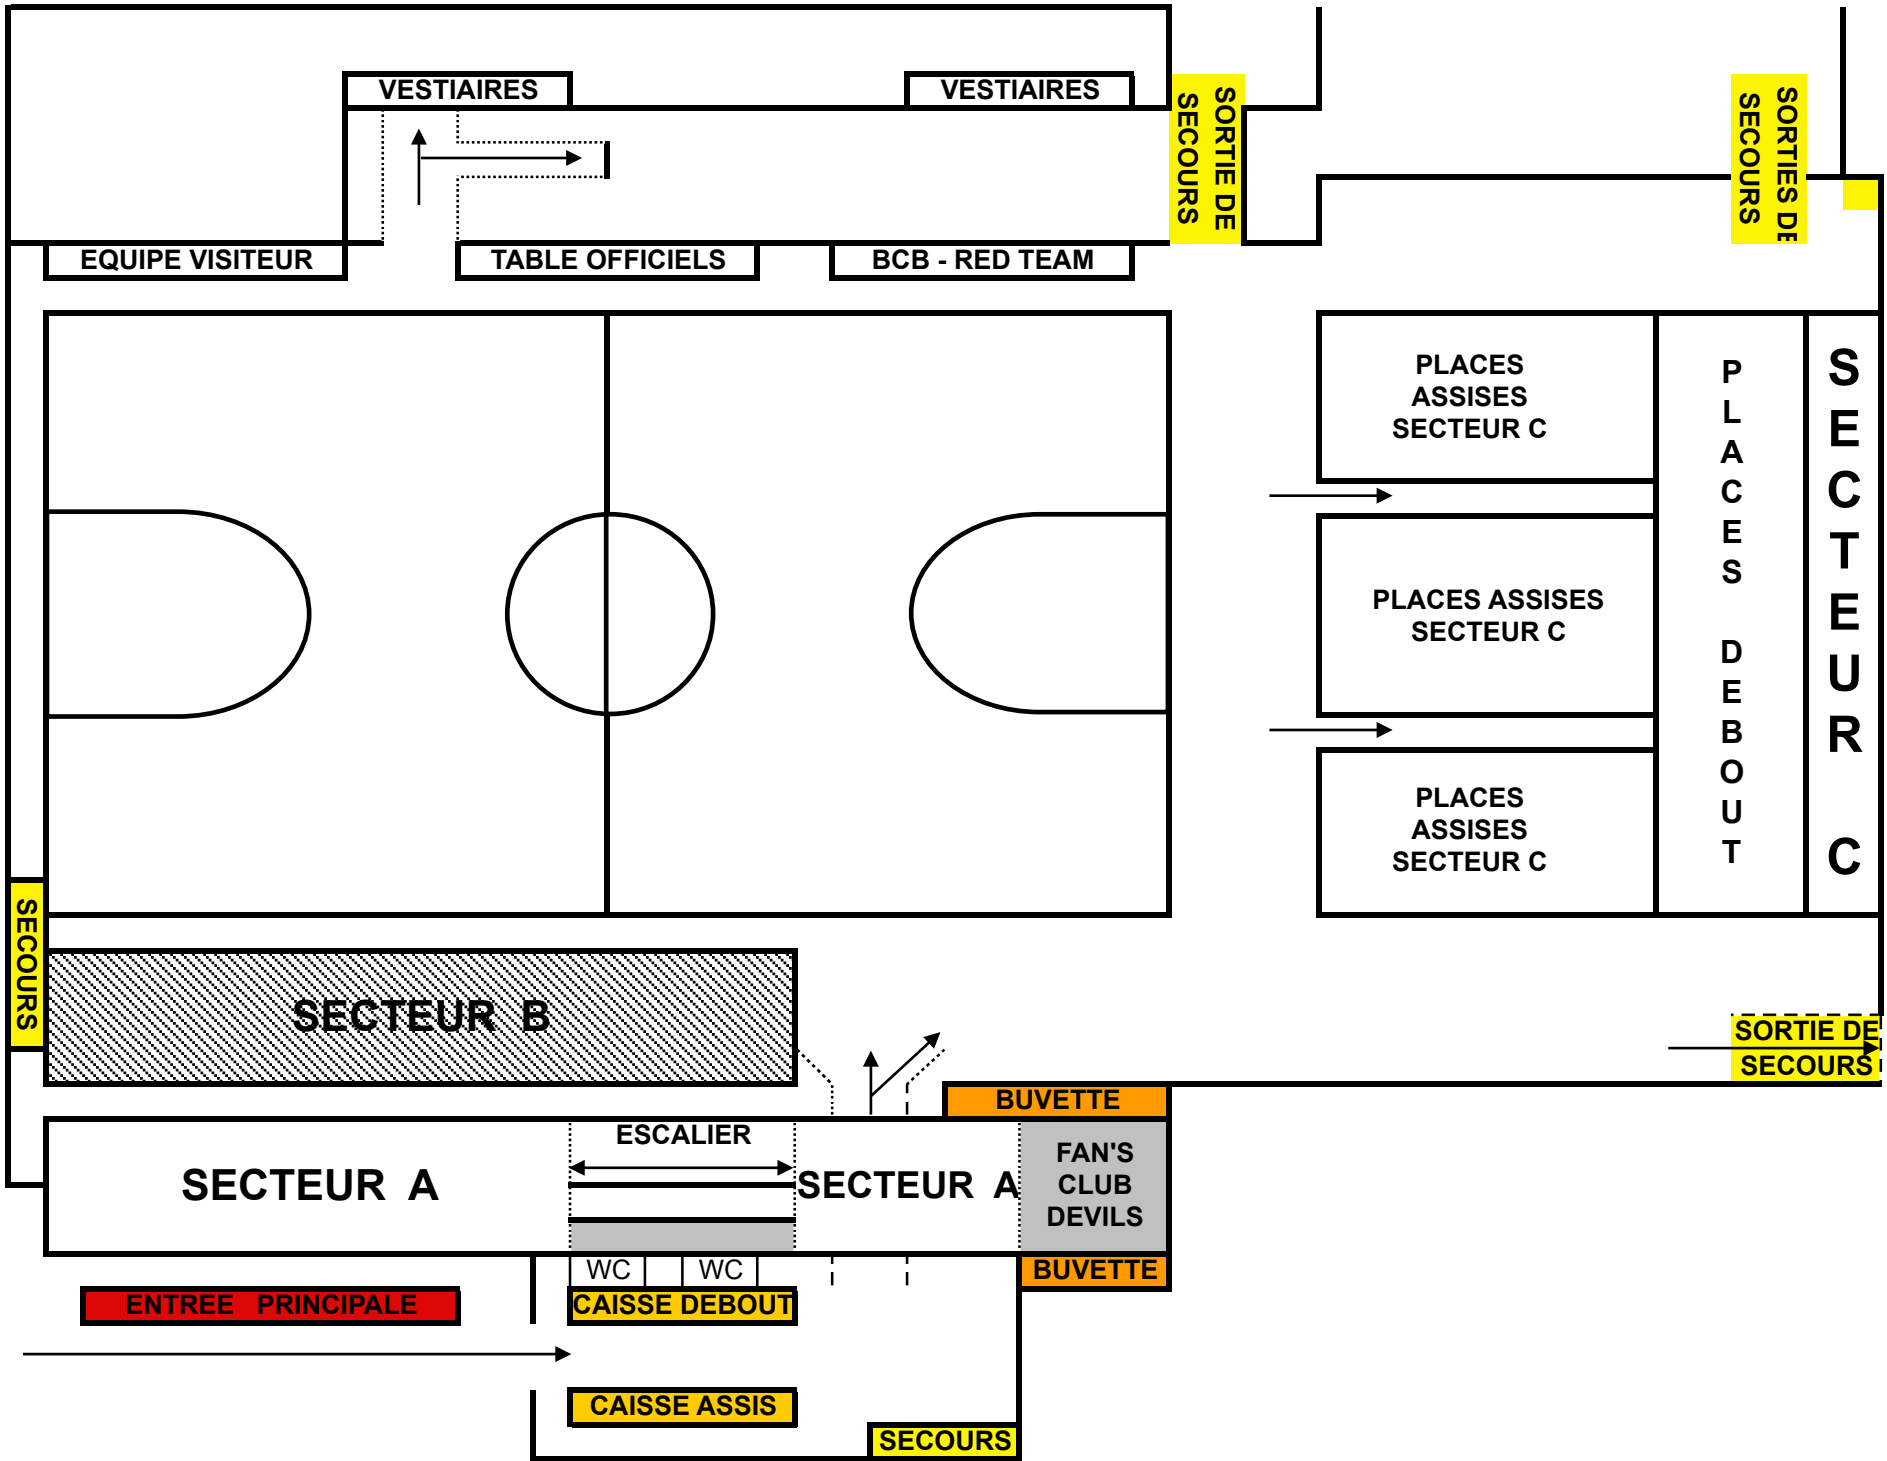 VESTIAIRES
VESTIAIRES
SORTIE DE
SECOURS
SORTIES DE
SECOURS
EQUIPE VISITEUR
TABLE OFFICIELS
BCB - RED TEAM
PLACES
ASSISES
SECTEUR C
PLACES ASSISES
SECTEUR C
PLACES
ASSISES
SECTEUR C
PLACES DEBOUT
SECTEUR C
SECOURS
SECTEUR B
SORTIE DE
SECOURS
BUVETTE
SECTEUR A
ESCALIER
SECTEUR A
FAN'S
CLUB
DEVILS
WC
WC
BUVETTE
ENTREE PRINCIPALE
CAISSE DEBOUT
CAISSE ASSIS
SECOURS